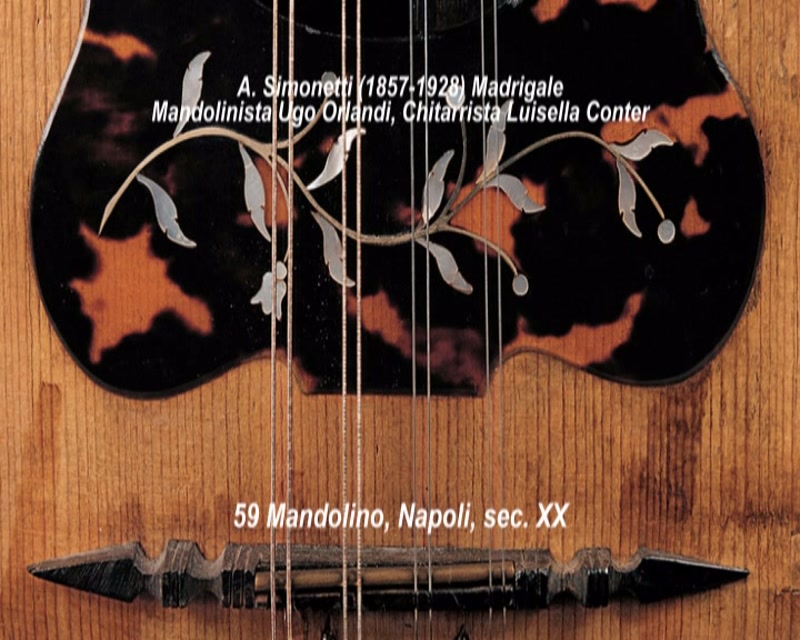 A. Simonetti (1857-1928) Madrigale
Mandolinista Ugo Orlandi, Chitarrista Luisella Conter
59 Mandolino, Napoli, sec. XX